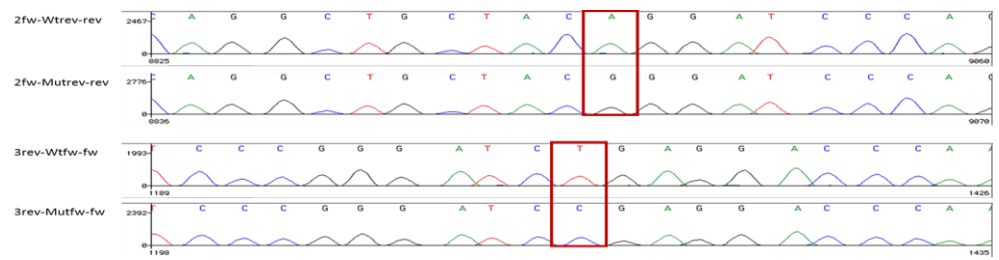 2fw-Wtrev-rev
2467
C A G G C T G C T A C A G G A T C C C A G
0
8825 9060
2fw-Mutrev-rev
2776
C A G G C T G C T A C G G G A T C C C A G
0
8836 9070
3rev-Wtfw-fw
1993
T C C C G G G A T C T G A G G A C C C A A
0
1189 1426
3rev-Mutfw-fw
2392
T C C C G G G A T C C G A G G A C C C A A
0
1198 1435